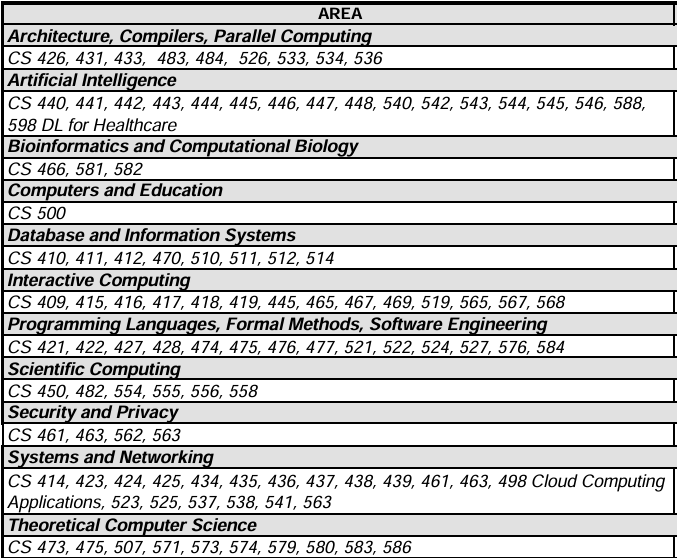 AREA
Architecture, Compilers, Parallel Computing
CS 426, 431, 433, 483, 484, 526, 533, 534, 536
Artificial Intelligence
CS 440, 441, 442, 443, 444, 445, 446, 447, 448, 540, 542, 543, 544, 545, 546, 588,
598 DL for Healthcare
Bioinformatics and Computational Biology
CS 466, 581, 582
Computers and Education
CS 500
Database and Information Systems
CS 410, 411, 412, 470, 510, 511, 512, 514
Interactive Computing
CS 409, 415, 416, 417, 418, 419, 445, 465, 467, 469, 519, 565, 567, 568
Programming Languages, Formal Methods, Software Engineering
CS 421, 422, 427, 428, 474, 475, 476, 477, 521, 522, 524, 527, 576, 584
Scientific Computing
CS 450, 482, 554, 555, 556, 558
Security and Privacy
CS 461, 463, 562, 563
Systems and Networking
CS 414, 423, 424, 425, 434, 435, 436, 437, 438, 439, 461, 463, 498 Cloud Computing
Applications, 523, 525, 537, 538, 541, 563
Theoretical Computer Science
CS 473, 475, 507, 571, 573, 574, 579, 580, 583, 586